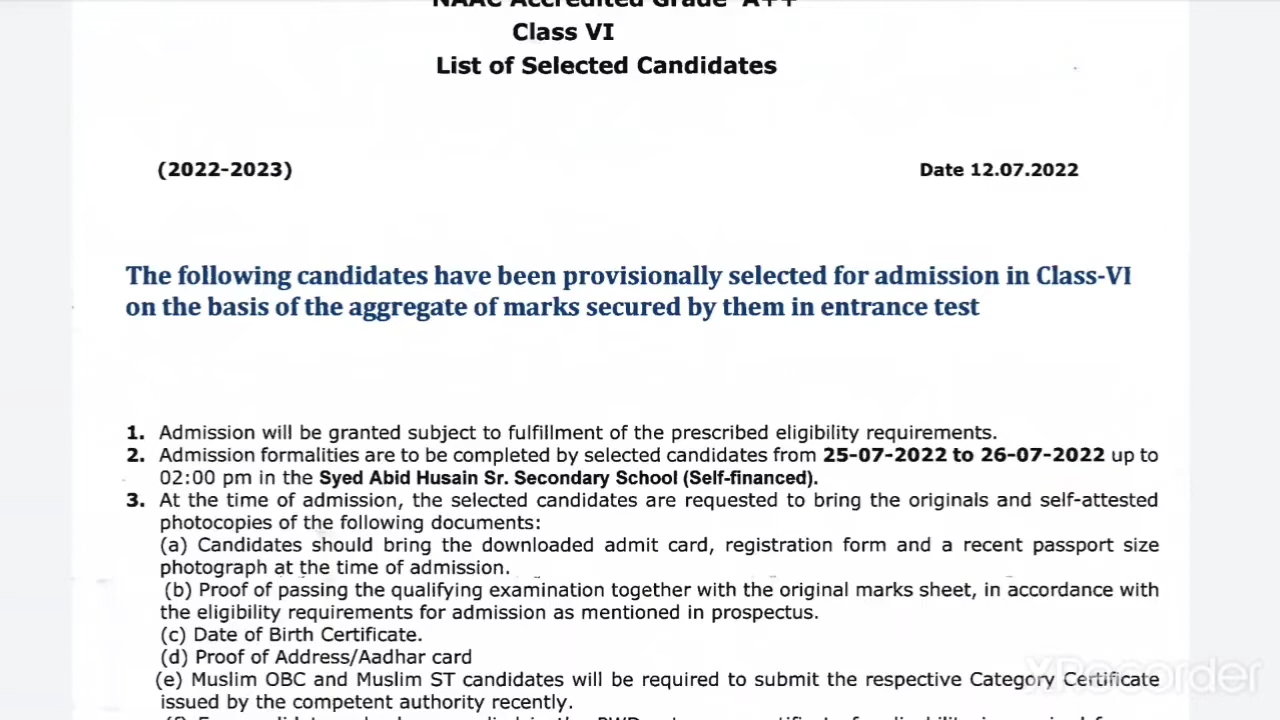 NAAC Accredited Grade 'A++'
Class VI
List of Selected Candidates
(2022-2023) Date 12.07.2022
The following candidates have been provisionally selected for admission in Class-VI
on the basis of the aggregate of marks secured by them in entrance test
1. Admission will be granted subject to fulfillment of the prescribed eligibility requirements.
2. Admission formalities are to be completed by selected candidates from 25-07-2022 to 26-07-2022 up to
02:00 pm in the Syed Abid Husain Sr. Secondary School (Self-financed).
3. At the time of admission, the selected candidates are requested to bring the originals and self-attested
photocopies of the following documents:
(a) Candidates should bring the downloaded admit card, registration form and a recent passport size
photograph at the time of admission.
(b) Proof of passing the qualifying examination together with the original marks sheet, in accordance with
the eligibility requirements for admission as mentioned in prospectus.
(c) Date of Birth Certificate.
(d) Proof of Address/Aadhar card
(e) Muslim OBC and Muslim ST candidates will be required to submit the respective Category Certificate
issued by the competent authority recently.
XRecorder